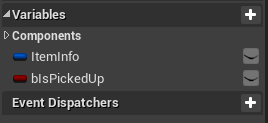 Variables
Components
ItemInfo
bIsPickedUp
Event Dispatchers